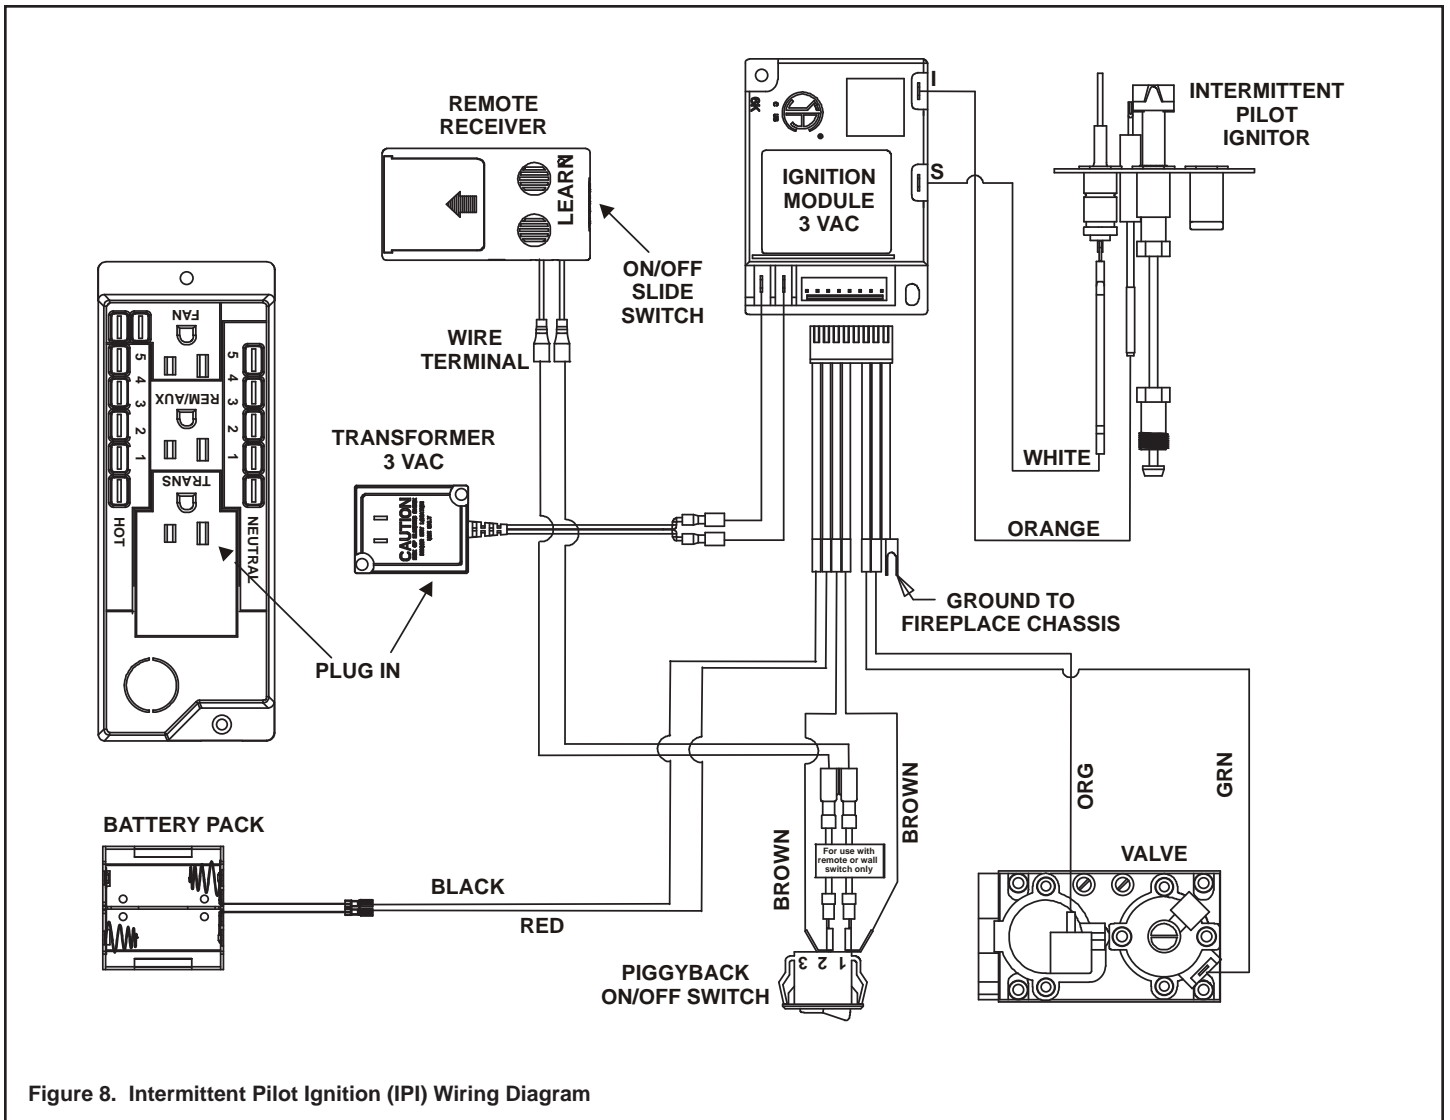 REMOTE
RECEIVER
LEARN
ON/OFF
SLIDE
SWITCH
WIRE
TERMINAL
6K
I
S
IGNITION
MODULE
3 VAC
INTERMITTENT
PILOT
IGNITOR
WHITE
ORANGE
FAN
REM/AUX
TRANS
5
4
3
2
1
5
4
3
2
1
HOT
NEUTRAL
TRANSFORMER
3 VAC
CAUTION
PLUG IN
GROUND TO
FIREPLACE CHASSIS
BATTERY PACK
BLACK
RED
BROWN
BROWN
For use with
remote or wall
switch only
3 2 1
PIGGYBACK
ON/OFF SWITCH
ORG
GRN
VALVE
Figure 8. Intermittent Pilot Ignition (IPI) Wiring Diagram